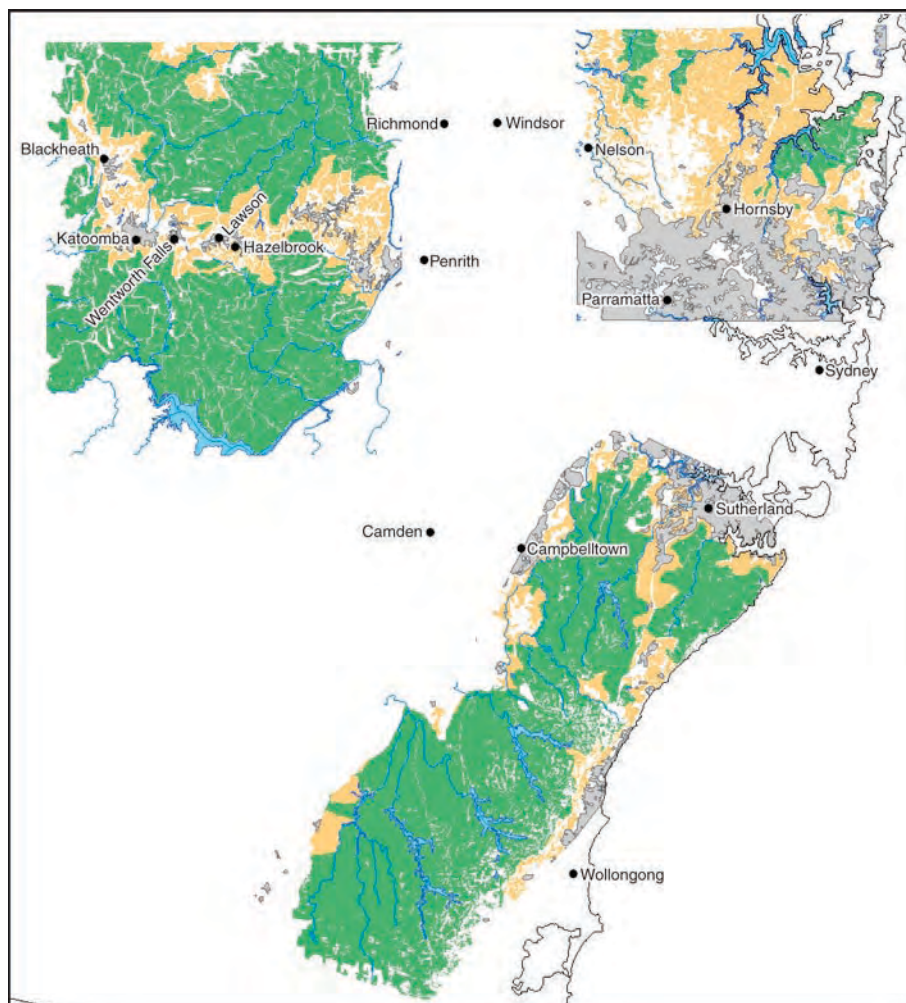 Richmond
Windsor
Nelson
Blackheath
Hornsby
Katoomba
Wentworth Falls
Lawson
Hazelbrook
Penrith
Parramatta
Sydney
Sutherland
Camden
Campbelltown
Wollongong